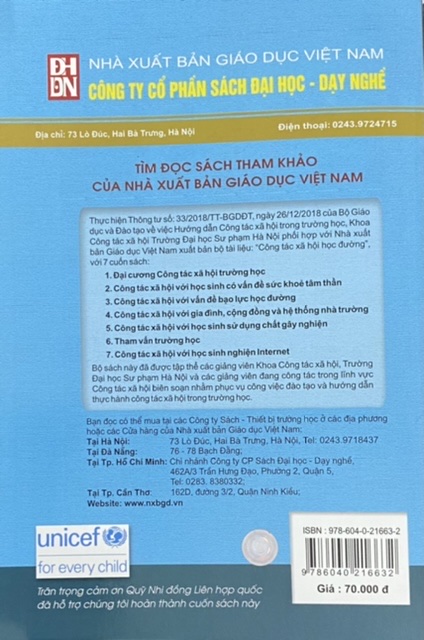 ĐH
DN
NHÀ XUẤT BẢN GIÁO DỤC VIỆT NAM
CÔNG TY CỔ PHẦN SÁCH ĐẠI HỌC - DẠY NGHỀ
Địa chỉ: 73 Lò Đúc, Hai Bà Trưng, Hà Nội
Điện thoại: 0243.9724715
TÌM ĐỌC SÁCH THAM KHẢO
CỦA NHÀ XUẤT BẢN GIÁO DỤC VIỆT NAM
Thực hiện Thông tư số: 33/2018/TT-BGDĐT, ngày 26/12/2018 của Bộ Giáo
dục và Đào tạo về việc Hướng dẫn Công tác xã hội trong trường học, Khoa
Công tác xã hội Trường Đại học Sư phạm Hà Nội phối hợp với Nhà xuất
bản Giáo dục Việt Nam xuất bản bộ tài liệu: "Công tác xã hội học đường",
với 7 cuốn sách:
1. Đại cương Công tác xã hội trường học
2. Công tác xã hội với học sinh có vấn đề sức khoẻ tâm thần
3. Công tác xã hội với vấn đề bạo lực học đường
4. Công tác xã hội với gia đình, cộng đồng và hệ thống nhà trường
5. Công tác xã hội với học sinh sử dụng chất gây nghiện
6. Tham vấn trường học
7. Công tác xã hội với học sinh nghiện Internet
Bộ sách này đã được tập thể các giảng viên Khoa Công tác xã hội, Trường
Đại học Sư phạm Hà Nội và các giảng viên đang công tác trong lĩnh vực
Công tác xã hội biên soạn nhằm phục vụ công việc đào tạo và hướng dẫn
thực hành công tác xã hội trong trường học.
Bạn đọc có thể mua tại các Công ty Sách - Thiết bị trường học ở các địa phương
hoặc các Cửa hàng của Nhà xuất bản Giáo dục Việt Nam:
Tại Hà Nội: 73 Lò Đúc, Hai Bà Trưng, Hà Nội, Tel: 0243.9718437
Tại Đà Nẵng: 76 - 78 Bạch Đằng;
Tại Tp. Hồ Chí Minh: Chi nhánh Công ty CP Sách Đại học - Dạy nghề,
462A/3 Trần Hưng Đạo, Phường 2, Quận 5,
Tel: 0283. 8380332;
Tại Tp. Cần Thơ: 162D, đường 3/2, Quận Ninh Kiều;
Website: www.nxbgd.vn
unicef
for every child
Trân trọng cảm ơn Quỹ Nhi đồng Liên hợp quốc
đã hỗ trợ chúng tôi hoàn thành cuốn sách này
ISBN : 978-604-0-21663-2
9 786040 216632
Giá : 70.000 đ